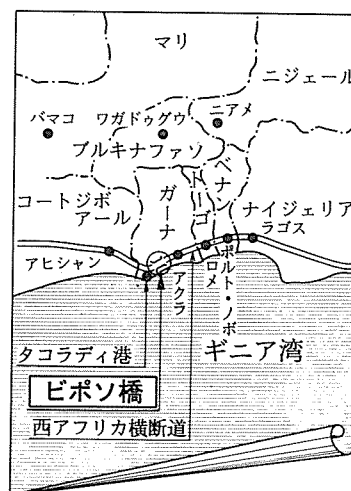 マリ
ニジェール
バマコ
ワガドゥグウ
ニアメ
ブルキナファソ
ベナン
コートジボアール
ガーナ
トーゴ
ナイジェリア
ラゴス
アヒシャン
アクラ
ロメ
ポルト・ノボ
ギニア湾
タコラディ港
ビポソ橋
西アフリカ横断道